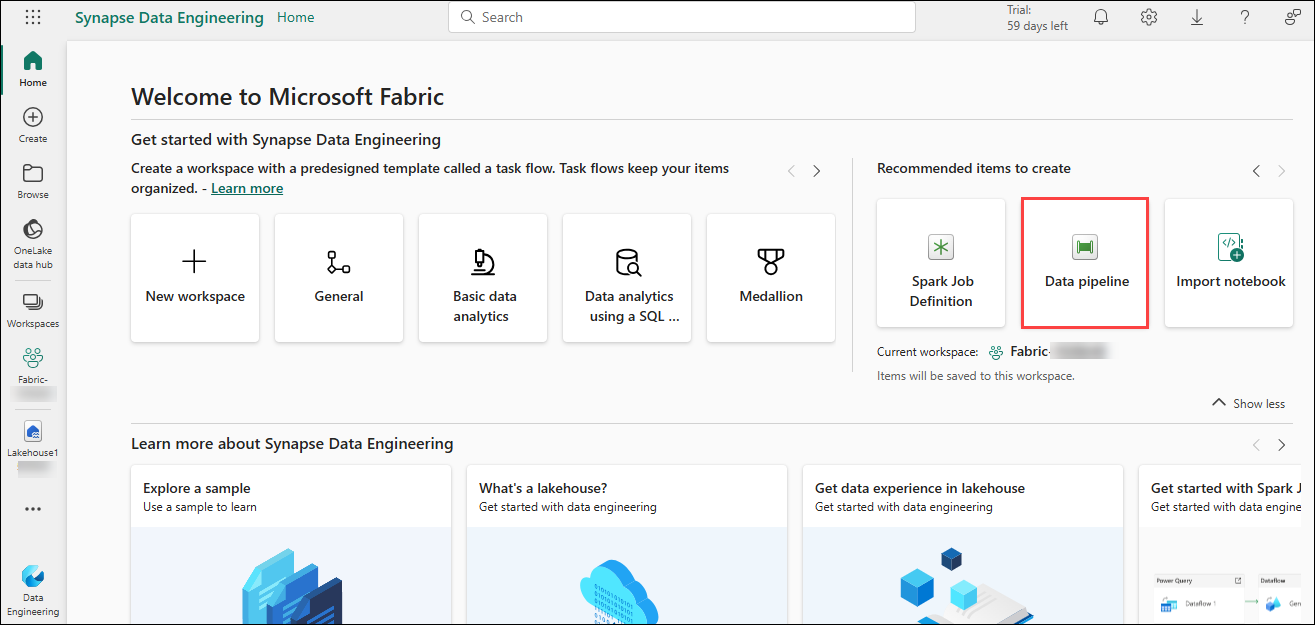 Synapse Data Engineering Home
Search
Trial:
59 days left
Home
Create
Browse
OneLake
data hub
Workspaces
Fabric-
Lakehouse1
Data
Engineering
Welcome to Microsoft Fabric
Get started with Synapse Data Engineering
Create a workspace with a predesigned template called a task flow. Task flows keep your items
organized. - Learn more
New workspace
General
Basic data
analytics
Data analytics
using a SQL ...
Medallion
Recommended items to create
Spark Job
Definition
Data pipeline
Import notebook
Current workspace: Fabric-
Items will be saved to this workspace.
Show less
Learn more about Synapse Data Engineering
Explore a sample
Use a sample to learn
What's a lakehouse?
Get started with data engineering
Get data experience in lakehouse
Get started with data engineering
Get started with Spark J
Get started with data engine
Power Query
Dataflow 1
Dataflow
Gen